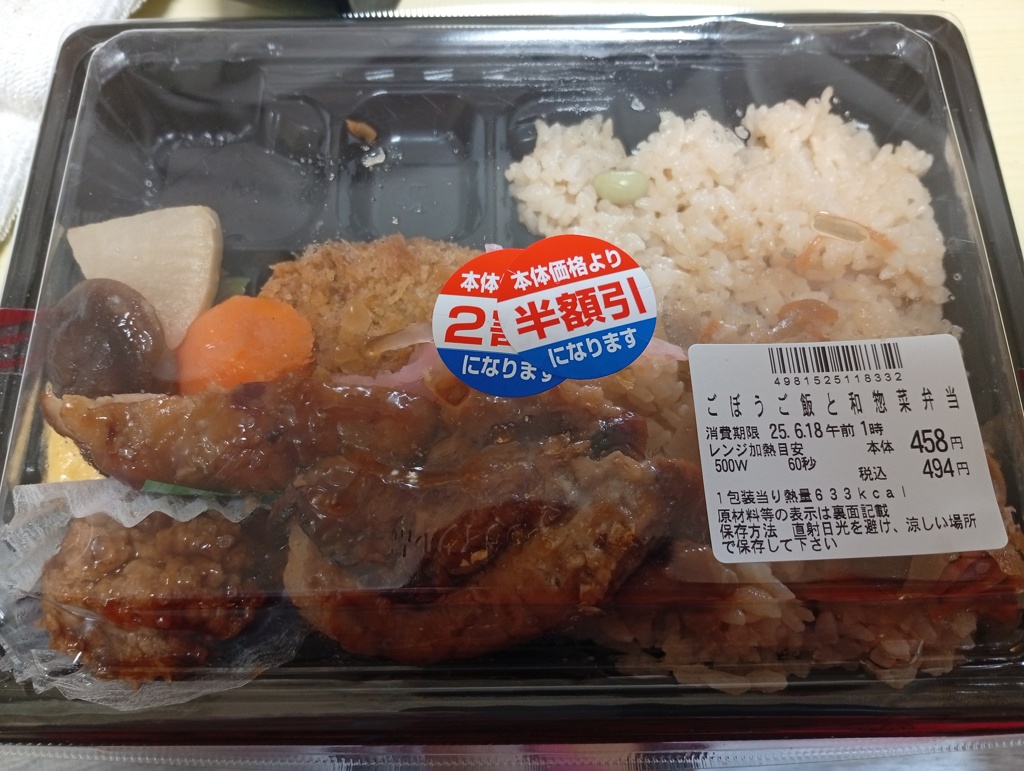 本体
2割
になります
本体価格より
半額引
になります
4981525118332
ごぼうご飯と和惣菜弁当
消費期限 25.6.18午前1時
レンジ加熱目安 本体 458円
500W 60秒
税込 494円
1包装当り熱量633kcal
原材料等の表示は裏面記載
保存方法 直射日光を避け、涼しい場所
で保存して下さい